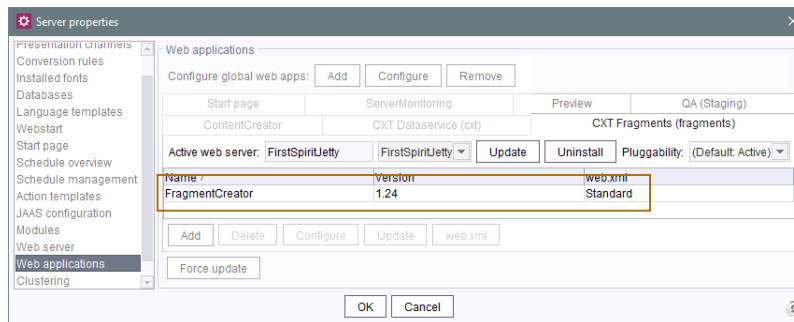 Server properties
Presentation channels
Conversion rules
Installed fonts
Databases
Language templates
Webstart
Start page
Schedule overview
Schedule management
Action templates
JAAS configuration
Modules
Web server
Web applications
Clustering
Web applications
Configure global web apps: Add Configure Remove
Start page ServerMonitoring Preview QA (Staging)
ContentCreator CXT Dataservice (cxt) CXT Fragments (fragments)
Active web server: FirstSpiritJetty FirstSpiritJetty Update Uninstall Pluggability: (Default: Active)
Name Version web.xml
FragmentCreator 1.24 Standard
Add Delete Configure Update web.xml
Force update
OK Cancel
?